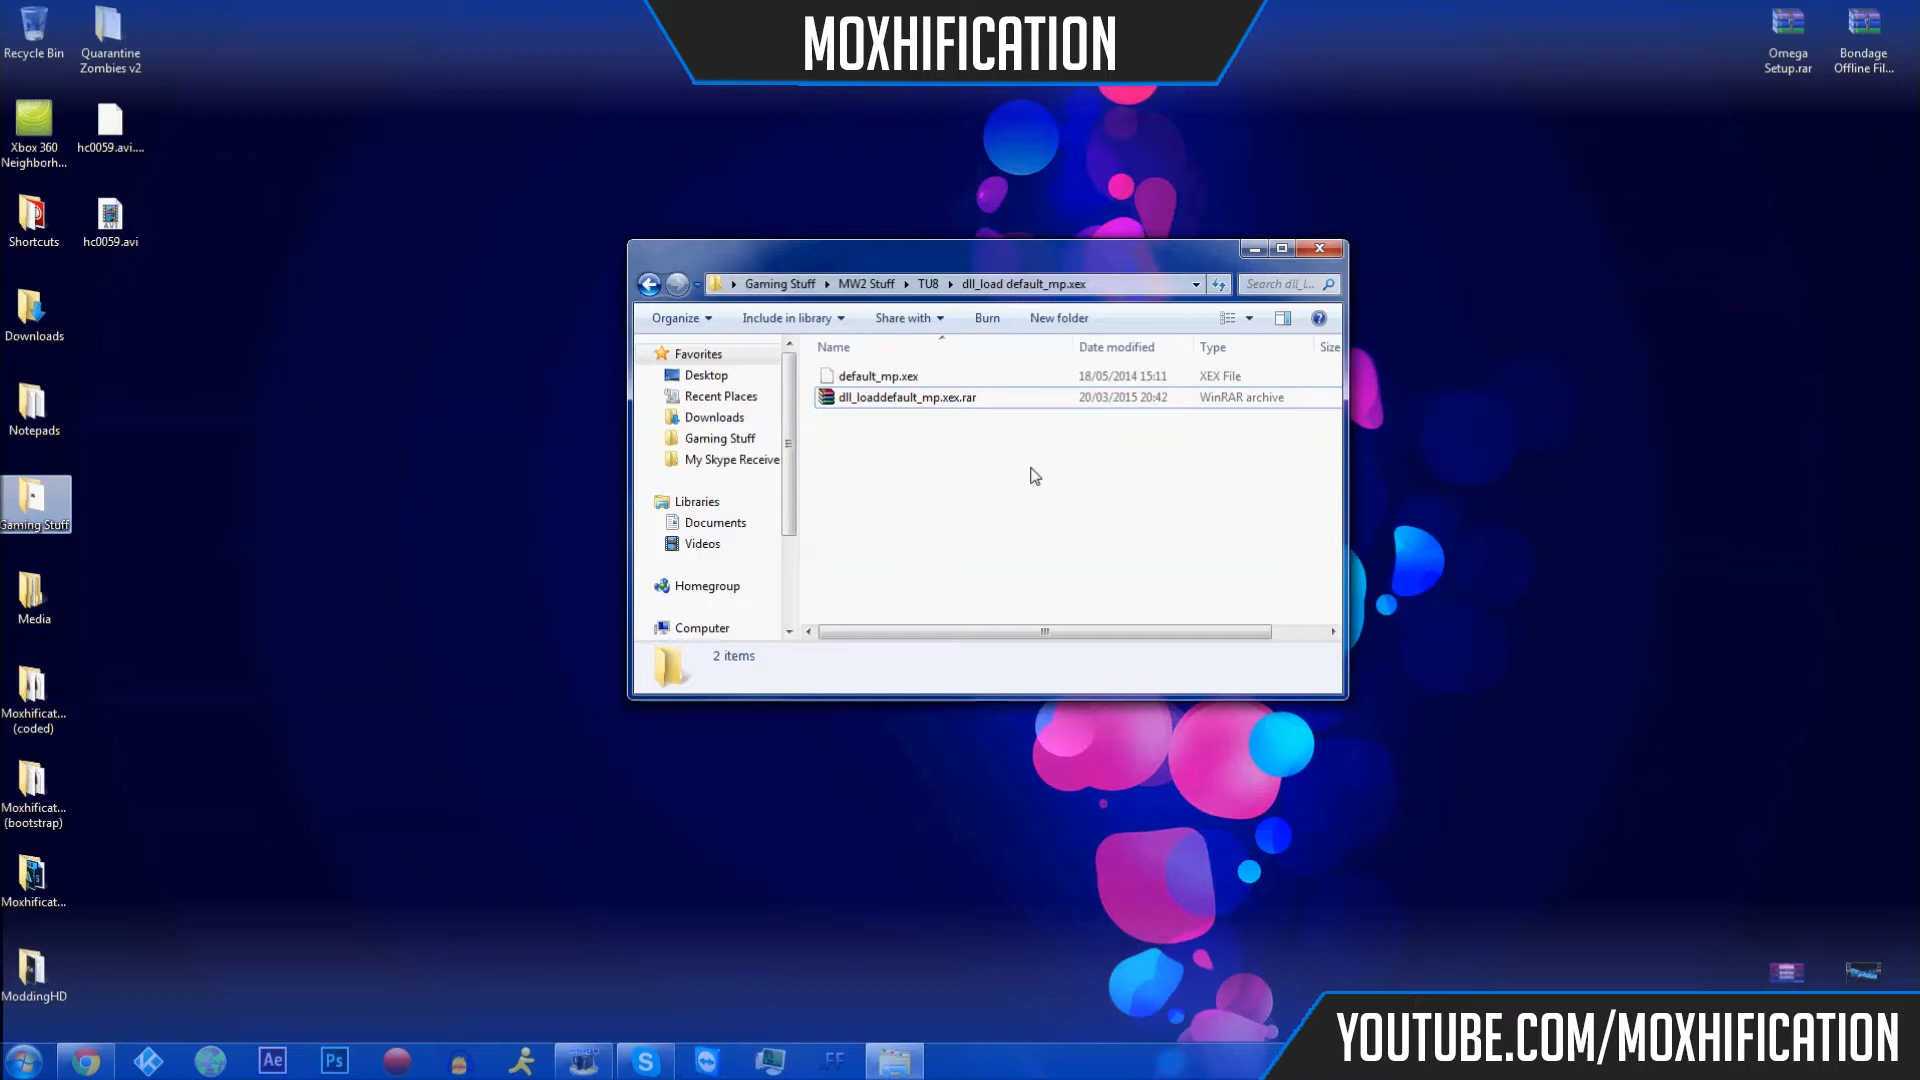 MOXHIFICATION
Recycle Bin
Quarantine
Zombies v2
Omega
Setup.rar
Bondage
Offline Fil...
Xbox 360
Neighborh...
hc0059.avi....
Shortcuts
hc0059.avi
Downloads
Notepads
Gaming Stuff
Media
Moxhificat...
(coded)
Moxhificat...
(bootstrap)
Moxhificat...
ModdingHD
Gaming Stuff MW2 Stuff TU8 dll_load default_mp.xex
Search dll_l...
Organize Include in library Share with Burn New folder
Name Date modified Type Size
default_mp.xex 18/05/2014 15:11 XEX File
dll_loaddefault_mp.xex.rar 20/03/2015 20:42 WinRAR archive
Favorites
Desktop
Recent Places
Downloads
Gaming Stuff
My Skype Receive
Libraries
Documents
Videos
Homegroup
Computer
2 items
Ae
Ps
FF
YOUTUBE.COM/MOXHIFICATION